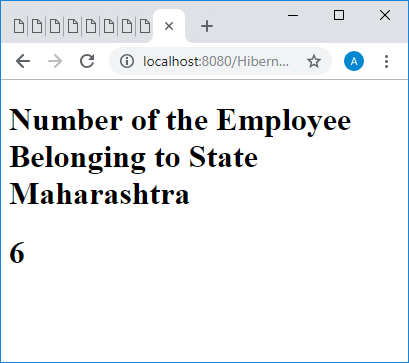 localhost:8080/Hibern...
A
Number of the Employee
Belonging to State
Maharashtra
6